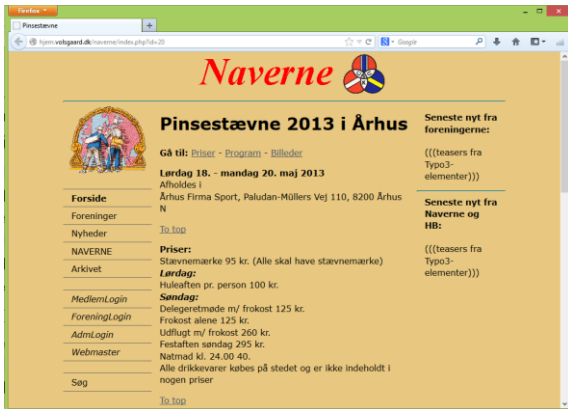 Firefox
Pinsestævne
hjem.volsgaard.dk/naverne/index.php?id=20
Google
Naverne
Forside
Foreninger
Nyheder
NAVERNE
Arkivet
MedlemLogin
ForeningLogin
AdmLogin
Webmaster
Søg
Pinsestævne 2013 i Århus
Gå til: Priser - Program - Billeder
Lørdag 18. - mandag 20. maj 2013
Afholdes i
Århus Firma Sport, Paludan-Müllers Vej 110, 8200 Århus
N
To top
Priser:
Stævnemærke 95 kr. (Alle skal have stævnemærke)
Lørdag:
Huleaften pr. person 100 kr.
Søndag:
Delegeretmøde m/ frokost 125 kr.
Frokost alene 125 kr.
Udflugt m/ frokost 260 kr.
Festaften søndag 295 kr.
Natmad kl. 24.00 40.
Alle drikkevarer købes på stedet og er ikke indeholdt i
nogen priser
To top
Seneste nyt fra
foreningerne:
(((teasers fra
Typo3-
elementer)))
Seneste nyt fra
Naverne og
HB:
(((teasers fra
Typo3-
elementer)))